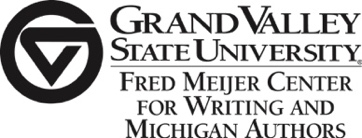 GRAND VALLEY
STATE UNIVERSITY®
FRED MEIJER CENTER
FOR WRITING AND
MICHIGAN AUTHORS